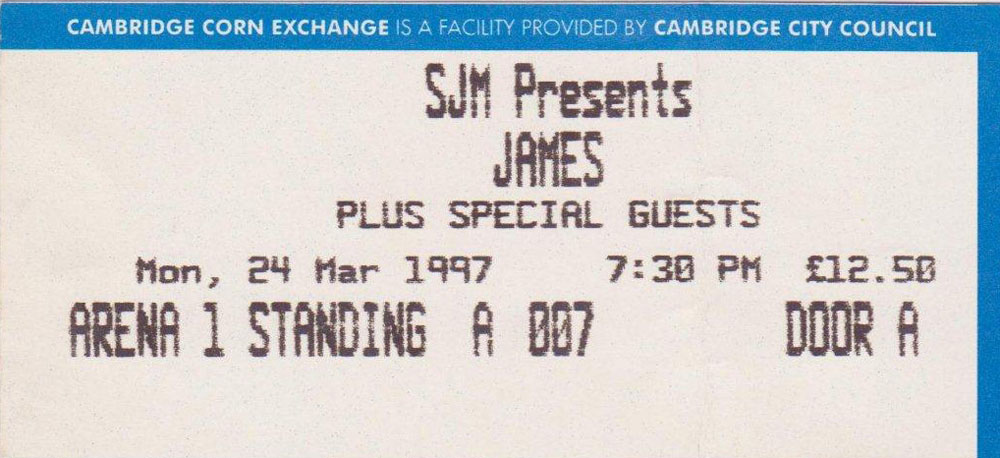 CAMBRIDGE CORN EXCHANGE IS A FACILITY PROVIDED BY CAMBRIDGE CITY COUNCIL
SJM Presents
JAMES
PLUS SPECIAL GUESTS
Mon, 24 Mar 1997 7:30 PM £12.50
ARENA 1 STANDING A 007 DOOR A